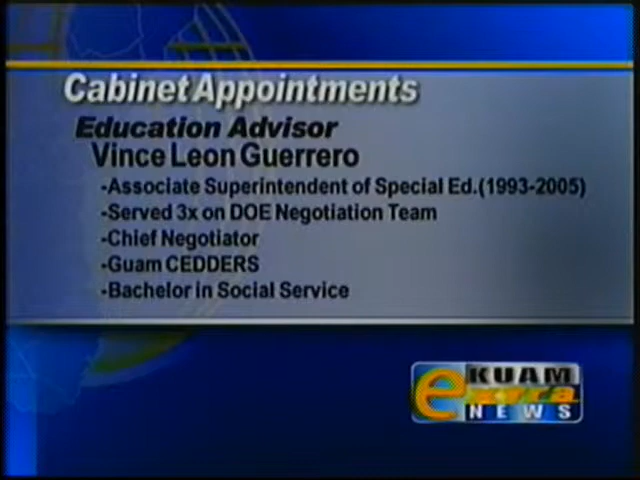 Cabinet Appointments
Education Advisor
Vince Leon Guerrero
-Associate Superintendent of Special Ed.(1993-2005)
-Served 3x on DOE Negotiation Team
-Chief Negotiator
-Guam CEDDERS
-Bachelor in Social Service
KUAM
extra
NEWS